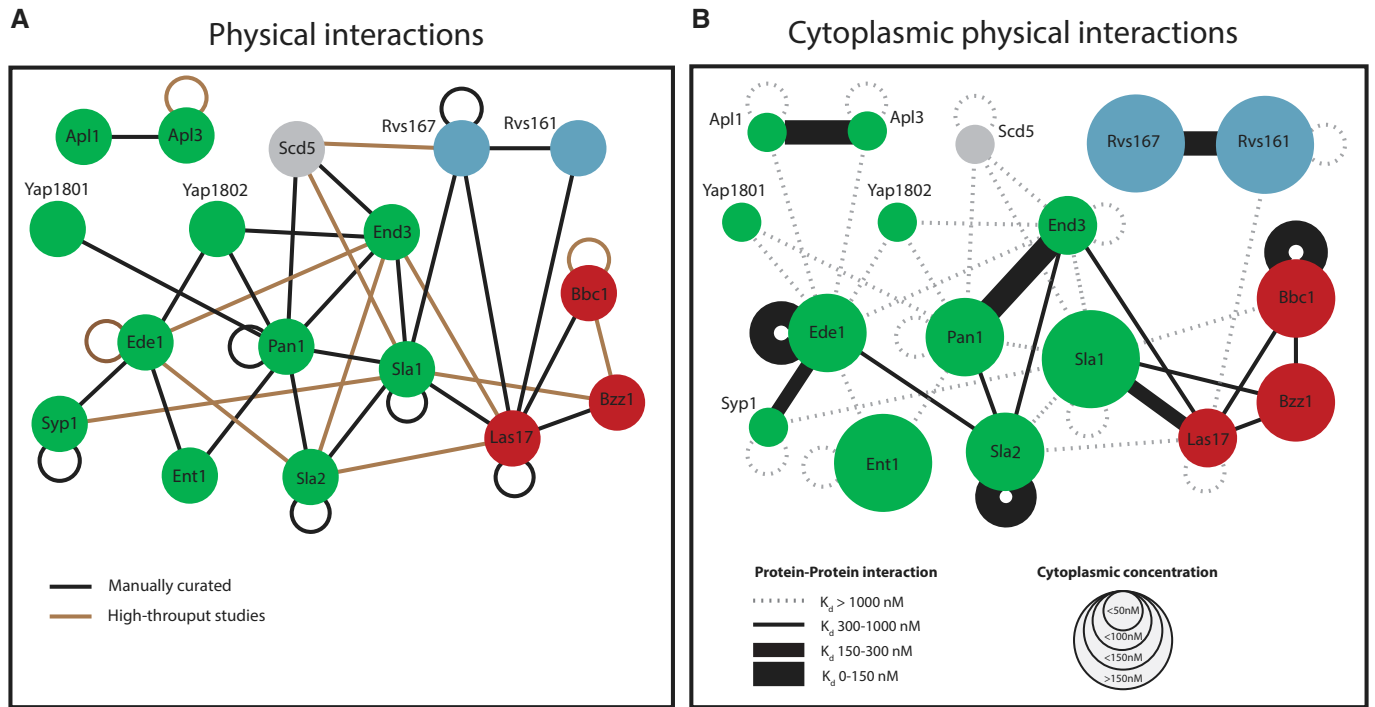 A
Physical interactions
Apl1
Apl3
Scd5
Rvs167
Rvs161
Yap1801
Yap1802
End3
Bbc1
Ede1
Pan1
Sla1
Bzz1
Syp1
Las17
Ent1
Sla2
Manually curated
High-throuput studies
B
Cytoplasmic physical interactions
Apl1
Apl3
Scd5
Rvs167
Rvs161
Yap1801
Yap1802
End3
Bbc1
Ede1
Pan1
Sla1
Bzz1
Syp1
Las17
Ent1
Sla2
Protein-Protein interaction
Kd > 1000 nM
Kd 300-1000 nM
Kd 150-300 nM
Kd 0-150 nM
Cytoplasmic concentration
<50nM
<100nM
<150nM
>150nM